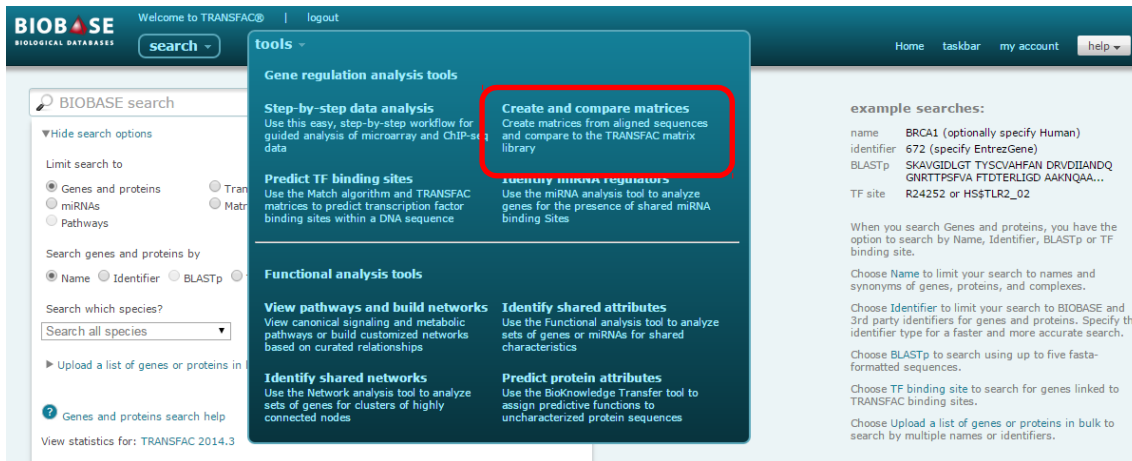 BIOBASE
BIOLOGICAL DATABASES
Welcome to TRANSFAC® | logout
search
tools
Home taskbar my account help
Gene regulation analysis tools
Step-by-step data analysis
Use this easy, step-by-step workflow for
guided analysis of microarray and ChIP-seq
data
Create and compare matrices
Create matrices from aligned sequences
and compare to the TRANSFAC matrix
library
Predict TF binding sites
Use the Match algorithm and TRANSFAC
matrices to predict transcription factor
binding sites within a DNA sequence
Identify miRNA regulators
Use the miRNA analysis tool to analyze
genes for the presence of shared miRNA
binding Sites
Functional analysis tools
View pathways and build networks
View canonical signaling and metabolic
pathways or build customized networks
based on curated relationships
Identify shared attributes
Use the Functional analysis tool to analyze
sets of genes or miRNAs for shared
characteristics
Identify shared networks
Use the Network analysis tool to analyze
sets of genes for clusters of highly
connected nodes
Predict protein attributes
Use the BioKnowledge Transfer tool to
assign predictive functions to
uncharacterized protein sequences
BIOBASE search
▼Hide search options
Limit search to
Genes and proteins Tran
miRNAs Matr
Pathways
Search genes and proteins by
Name Identifier BLASTp
Search which species?
Search all species
Upload a list of genes or proteins in
Genes and proteins search help
View statistics for: TRANSFAC 2014.3
example searches:
name BRCA1 (optionally specify Human)
identifier 672 (specify EntrezGene)
BLASTp SKAVGIDLGT TYSCVAHFAN DRVDIIANDQ
GNRTTPSFVA FTDTERLIGD AAKNQAA...
TF site R24252 or HS$TLR2_02
When you search Genes and proteins, you have the
option to search by Name, Identifier, BLASTp or TF
binding site.
Choose Name to limit your search to names and
synonyms of genes, proteins, and complexes.
Choose Identifier to limit your search to BIOBASE and
3rd party identifiers for genes and proteins. Specify th
identifier type for a faster and more accurate search.
Choose BLASTp to search using up to five fasta-
formatted sequences.
Choose TF binding site to search for genes linked to
TRANSFAC binding sites.
Choose Upload a list of genes or proteins in bulk to
search by multiple names or identifiers.